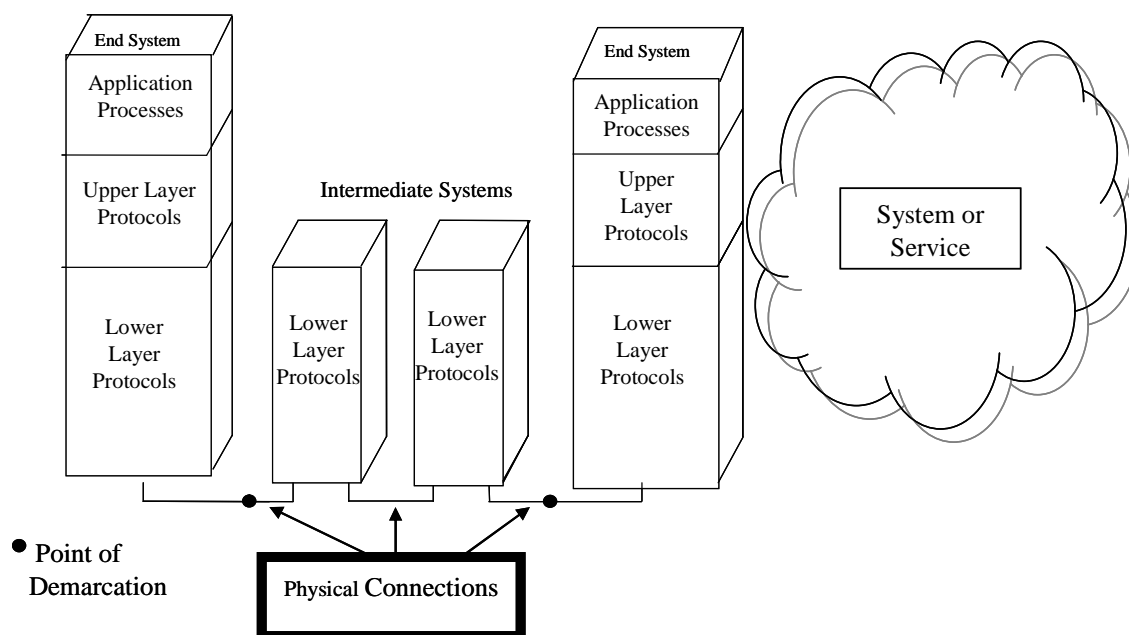 End System
Application
Processes
Upper Layer
Protocols
Lower
Layer
Protocols
Intermediate Systems
Lower
Layer
Protocols
Lower
Layer
Protocols
End System
Application
Processes
Upper
Layer
Protocols
Lower
Layer
Protocols
System or
Service
Point of
Demarcation
Physical Connections